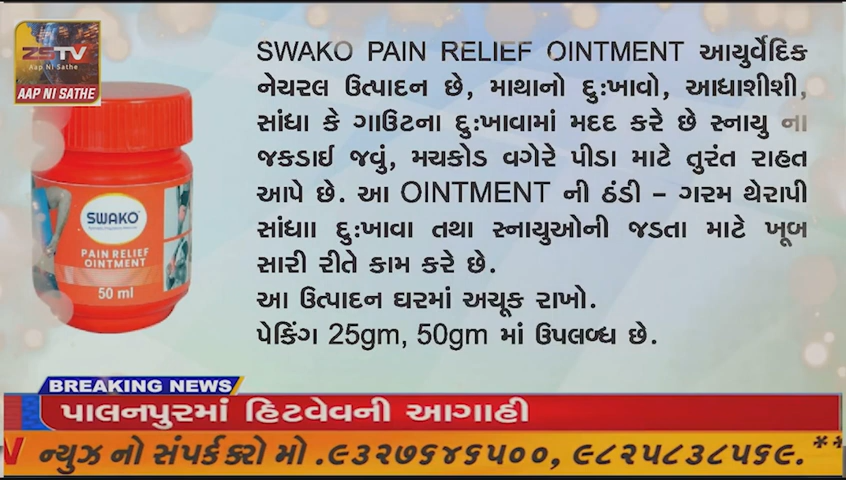 ZSTV
Aap Ni Sathe
AAP NI SATHE
SWAKO PAIN RELIEF OINTMENT આયુર્વેદિક
નેચરલ ઉત્પાદન છે, માથાનો દુઃખાવો, આધાશીશી,
સાંધા કે ગાઉટના દુઃખાવામાં મદદ કરે છે સ્નાયુ ના
જકડાઈ જવું, મચકોડ વગેરે પીડા માટે તુરંત રાહત
આપે છે. આ OINTMENT ની ઠંડી – ગરમ થેરાપી
સાંધાા દુઃખાવા તથા સ્નાયુઓની જડતા માટે ખૂબ
સારી રીતે કામ કરે છે.
આ ઉત્પાદન ઘરમાં અચૂક રાખો.
પેકિંગ 25gm, 50gm માં ઉપલબ્ધ છે.
SWAKO
PAIN RELIEF
OINTMENT
50 ml
BREAKING NEWS
પાલનપુરમાં હિટવેવની આગાહી
V ન્યુઝ નો સંપર્ક કરો મો .૯૩૨૭૬૪૬૫૦૦, ૯૮૨૫૮૩૮૫૬૯.**